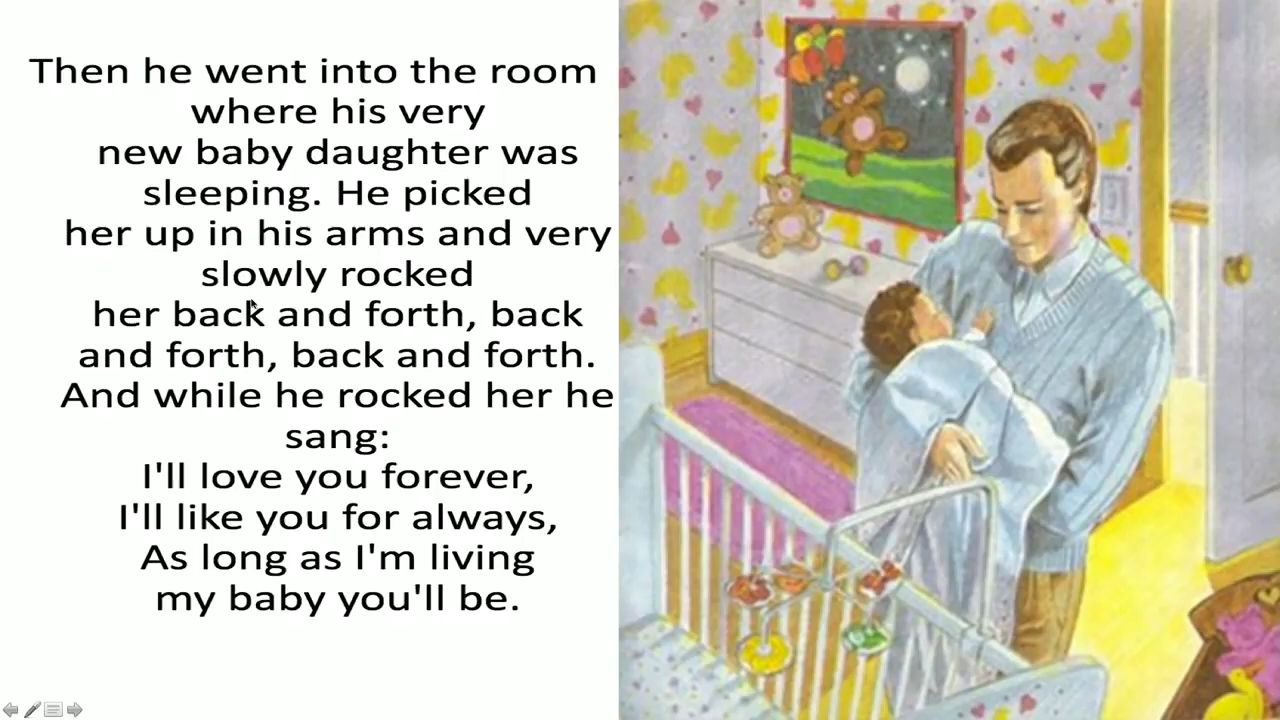 Then he went into the room
where his very
new baby daughter was
sleeping. He picked
her up in his arms and very
slowly rocked
her back and forth, back
and forth, back and forth.
And while he rocked her he
sang:
I'll love you forever,
I'll like you for always,
As long as I'm living
my baby you'll be.